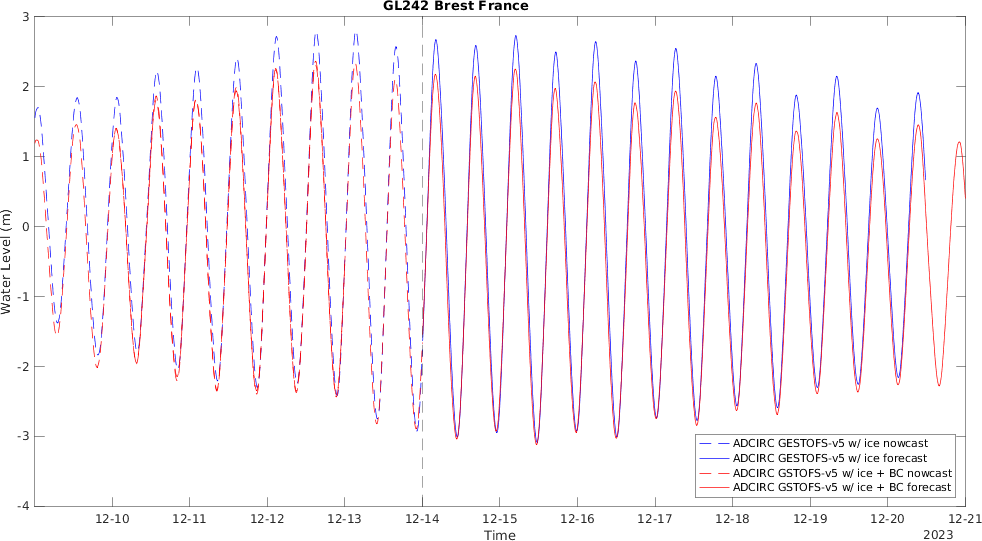 GL242 Brest France
3
2
1
0
-1
-2
-3
-4
Water Level (m)
ADCIRC GESTOFS-v5 w/ ice nowcast
ADCIRC GESTOFS-v5 w/ ice forecast
ADCIRC GSTOFS-v5 w/ ice + BC nowcast
ADCIRC GSTOFS-v5 w/ ice + BC forecast
12-10 12-11 12-12 12-13 12-14 12-15 12-16 12-17 12-18 12-19 12-20 12-21
Time
2023